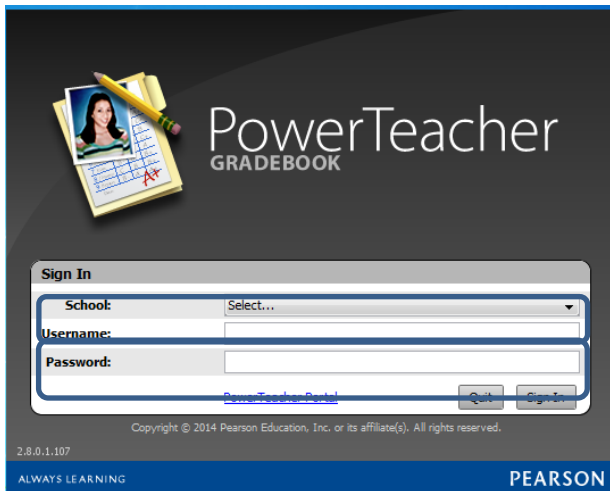 PowerTeacher
GRADEBOOK
A+
Sign In
School: Select...
Username:
Password:
PowerTeacher Portal Quit Sign In
Copyright © 2014 Pearson Education, Inc. or its affiliate(s). All rights reserved.
2.8.0.1.107
ALWAYS LEARNING PEARSON